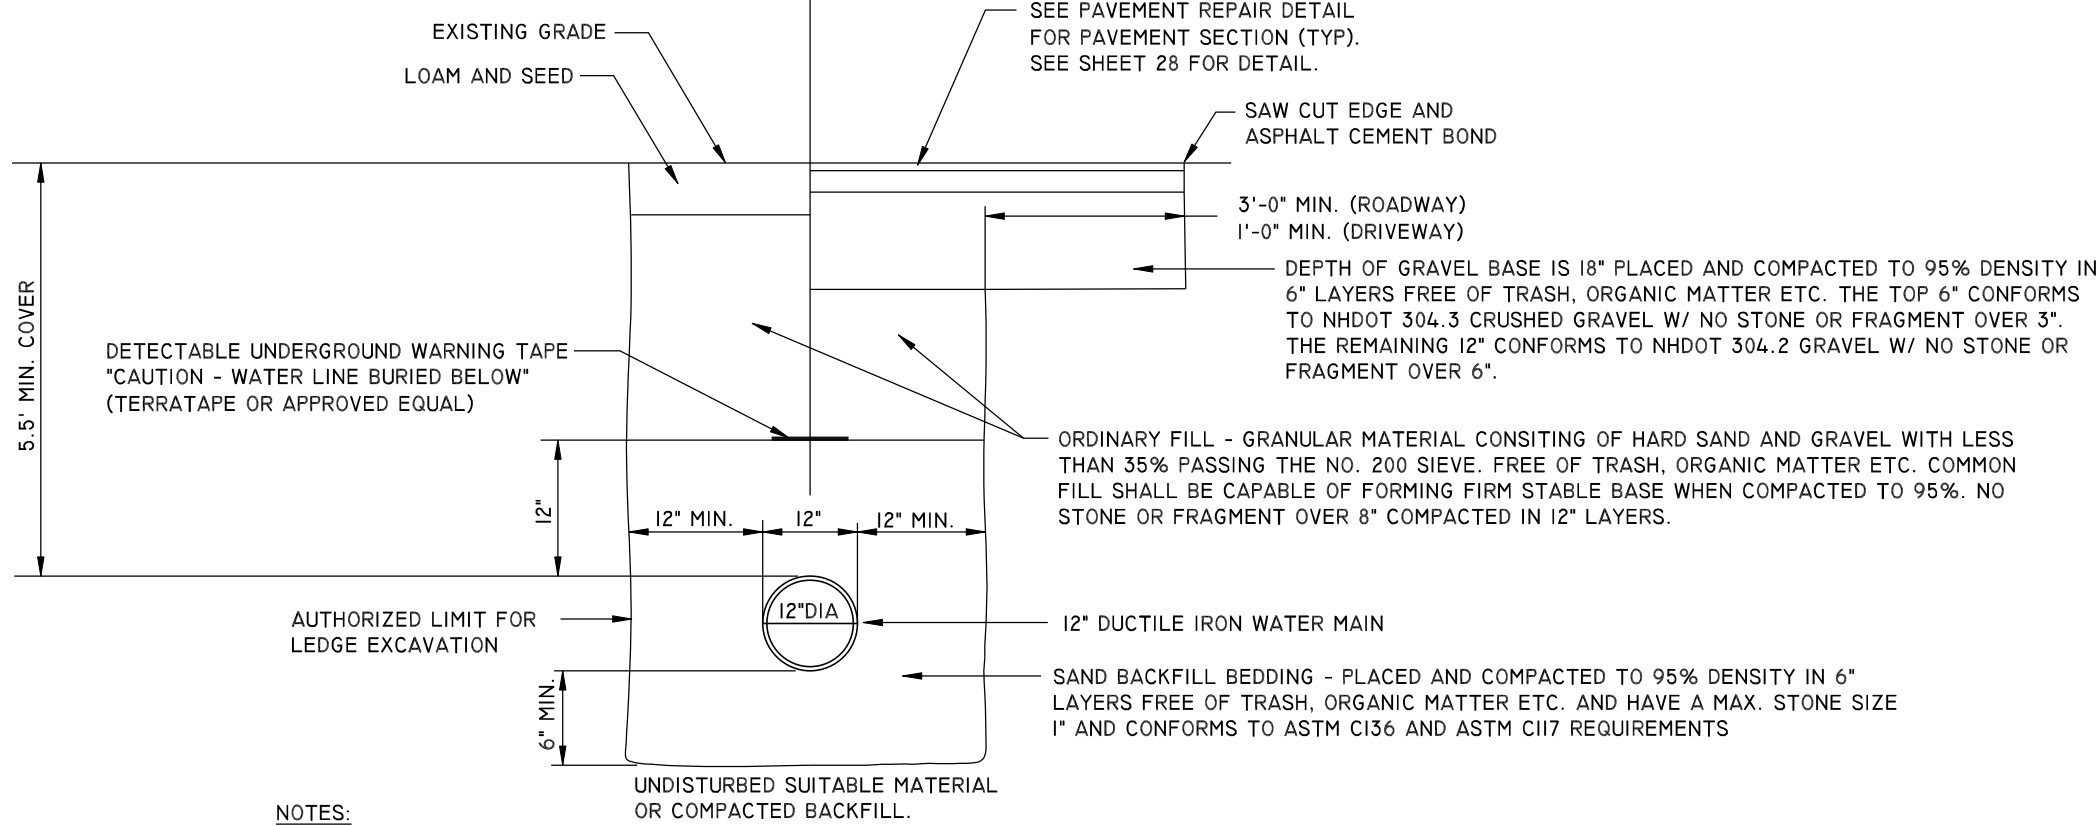 SEE PAVEMENT REPAIR DETAIL
FOR PAVEMENT SECTION (TYP).
SEE SHEET 28 FOR DETAIL.
EXISTING GRADE
LOAM AND SEED
SAW CUT EDGE AND
ASPHALT CEMENT BOND
3'-0" MIN. (ROADWAY)
1'-0" MIN. (DRIVEWAY)
DEPTH OF GRAVEL BASE IS 18" PLACED AND COMPACTED TO 95% DENSITY IN
6" LAYERS FREE OF TRASH, ORGANIC MATTER ETC. THE TOP 6" CONFORMS
TO NHDOT 304.3 CRUSHED GRAVEL W/ NO STONE OR FRAGMENT OVER 3".
THE REMAINING 12" CONFORMS TO NHDOT 304.2 GRAVEL W/ NO STONE OR
FRAGMENT OVER 6".
5.5' MIN. COVER
DETECTABLE UNDERGROUND WARNING TAPE
"CAUTION - WATER LINE BURIED BELOW"
(TERRATAPE OR APPROVED EQUAL)
ORDINARY FILL - GRANULAR MATERIAL CONSITING OF HARD SAND AND GRAVEL WITH LESS
THAN 35% PASSING THE NO. 200 SIEVE. FREE OF TRASH, ORGANIC MATTER ETC. COMMON
FILL SHALL BE CAPABLE OF FORMING FIRM STABLE BASE WHEN COMPACTED TO 95%. NO
STONE OR FRAGMENT OVER 8" COMPACTED IN 12" LAYERS.
12"
12" MIN.
12"
12" MIN.
12"DIA
AUTHORIZED LIMIT FOR
LEDGE EXCAVATION
12" DUCTILE IRON WATER MAIN
SAND BACKFILL BEDDING - PLACED AND COMPACTED TO 95% DENSITY IN 6"
LAYERS FREE OF TRASH, ORGANIC MATTER ETC. AND HAVE A MAX. STONE SIZE
1" AND CONFORMS TO ASTM C136 AND ASTM C117 REQUIREMENTS
6" MIN.
UNDISTURBED SUITABLE MATERIAL
OR COMPACTED BACKFILL.
NOTES: